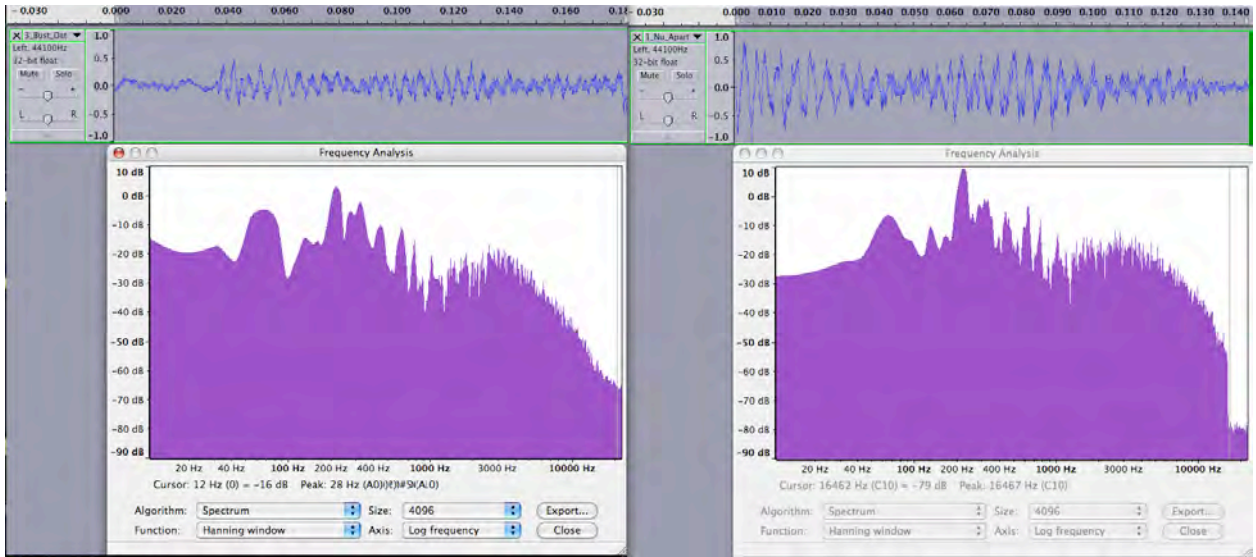 - 0.030 0.000 0.020 0.040 0.060 0.080 0.100 0.120 0.140 0.160
X 3_Bust_Out ▼
Left, 44100Hz
32-bit float
Mute Solo
- +
L R
1.0
0.5
0.0
-0.5
-1.0
Frequency Analysis
10 dB
0 dB
-10 dB
-20 dB
-30 dB
-40 dB
-50 dB
-60 dB
-70 dB
-80 dB
-90 dB
20 Hz 40 Hz 100 Hz 200 Hz 400 Hz 1000 Hz 3000 Hz 10000 Hz
Cursor: 12 Hz (0) = -16 dB Peak: 28 Hz
Algorithm: Spectrum Size: 4096 Export...
Function: Hanning window Axis: Log frequency Close
- 0.030 0.000 0.010 0.020 0.030 0.040 0.050 0.060 0.070 0.080 0.090 0.100 0.110 0.120 0.130 0.140
X 1_Nu_Apart ▼
Left, 44100Hz
32-bit float
Mute Solo
- +
L R
1.0
0.5
0.0
-0.5
-1.0
Frequency Analysis
10 dB
0 dB
-10 dB
-20 dB
-30 dB
-40 dB
-50 dB
-60 dB
-70 dB
-80 dB
-90 dB
20 Hz 40 Hz 100 Hz 200 Hz 400 Hz 1000 Hz 3000 Hz 10000 Hz
Cursor: 16462 Hz (C10) = -79 dB Peak: 16467 Hz (C10)
Algorithm: Spectrum Size: 4096 Export...
Function: Hanning window Axis: Log frequency Close